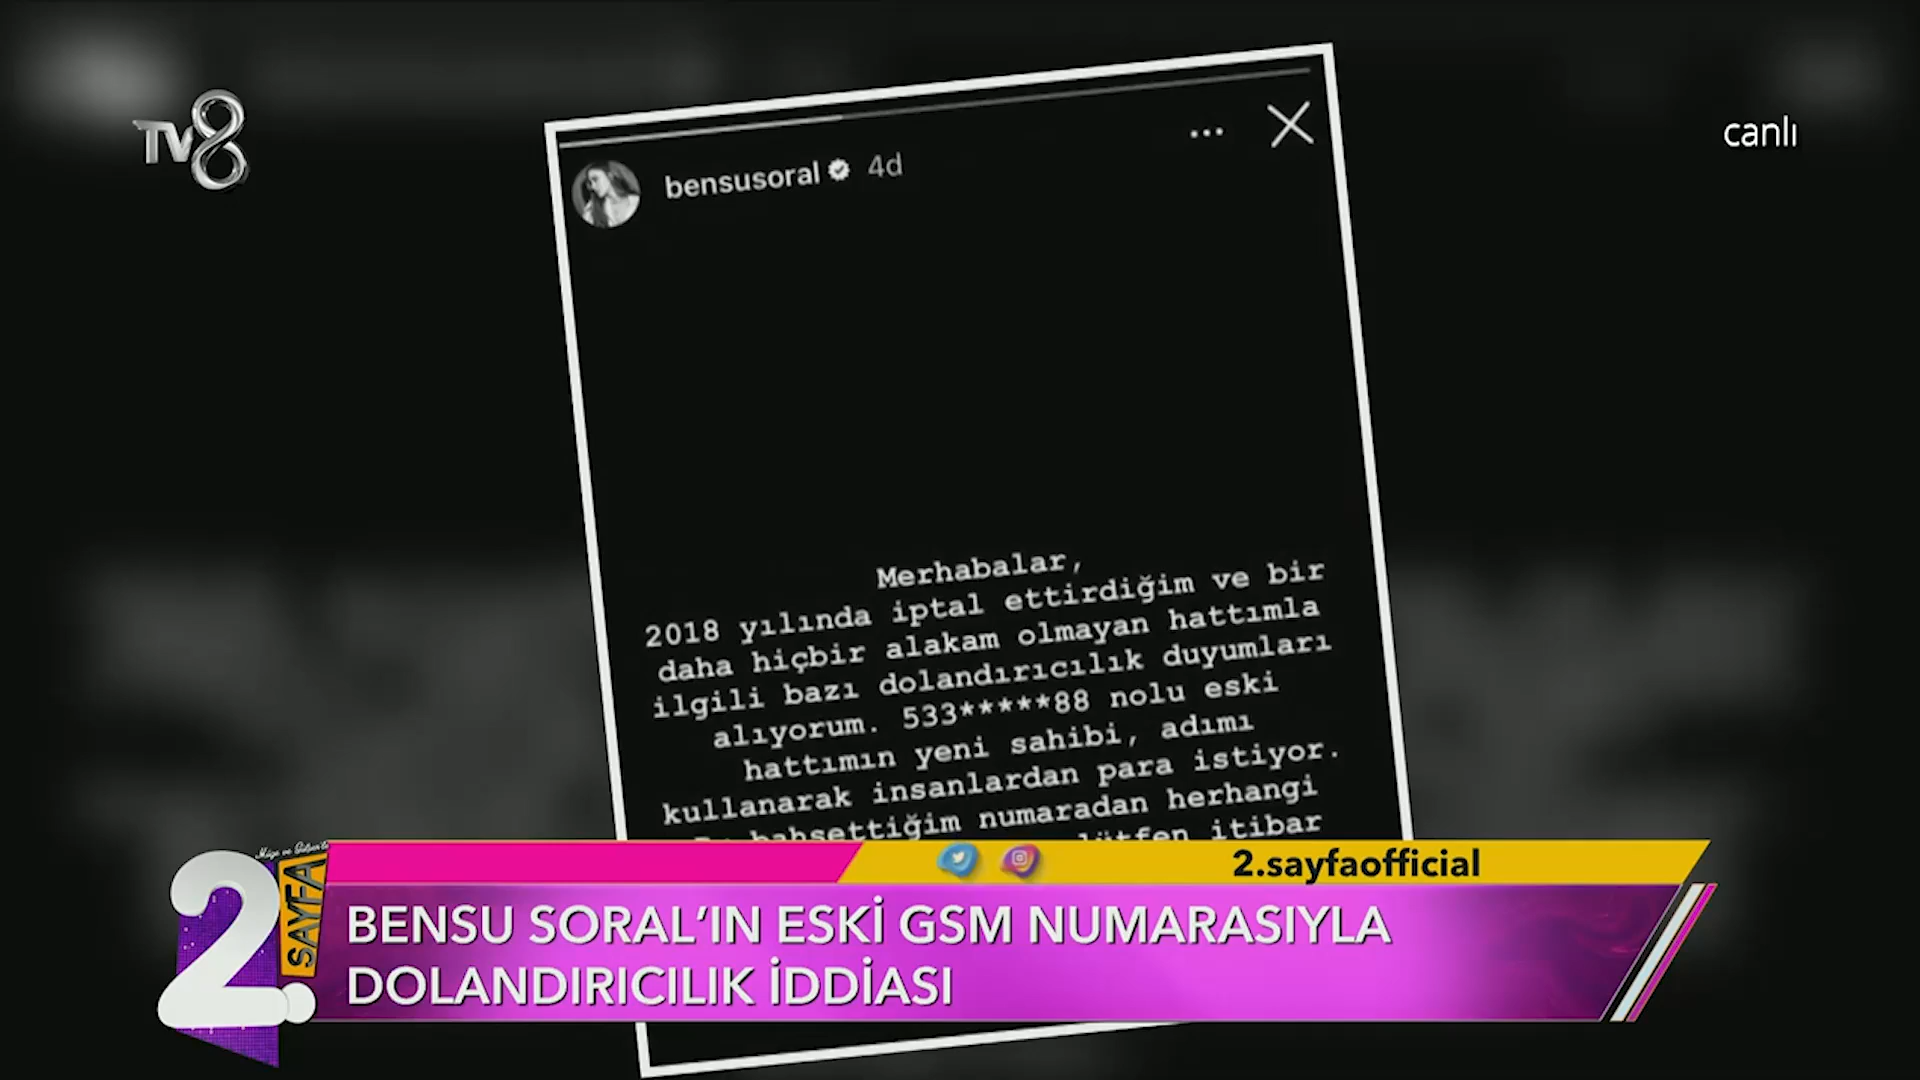 TV8
canlı
bensusoral 4d
Merhabalar,
2018 yılında iptal ettirdiğim ve bir
daha hiçbir alakam olmayan hattımla
ilgili bazı dolandırıcılık duyumları
alıyorum. 533*****88 nolu eski
hattımın yeni sahibi, adımı
kullanarak insanlardan para istiyor.
bahsettiğim numaradan herhangi
lütfen itibar
2.sayfaofficial
2. SAYFA
BENSU SORAL’IN ESKİ GSM NUMARASIYLA
DOLANDIRICILIK İDDİASI